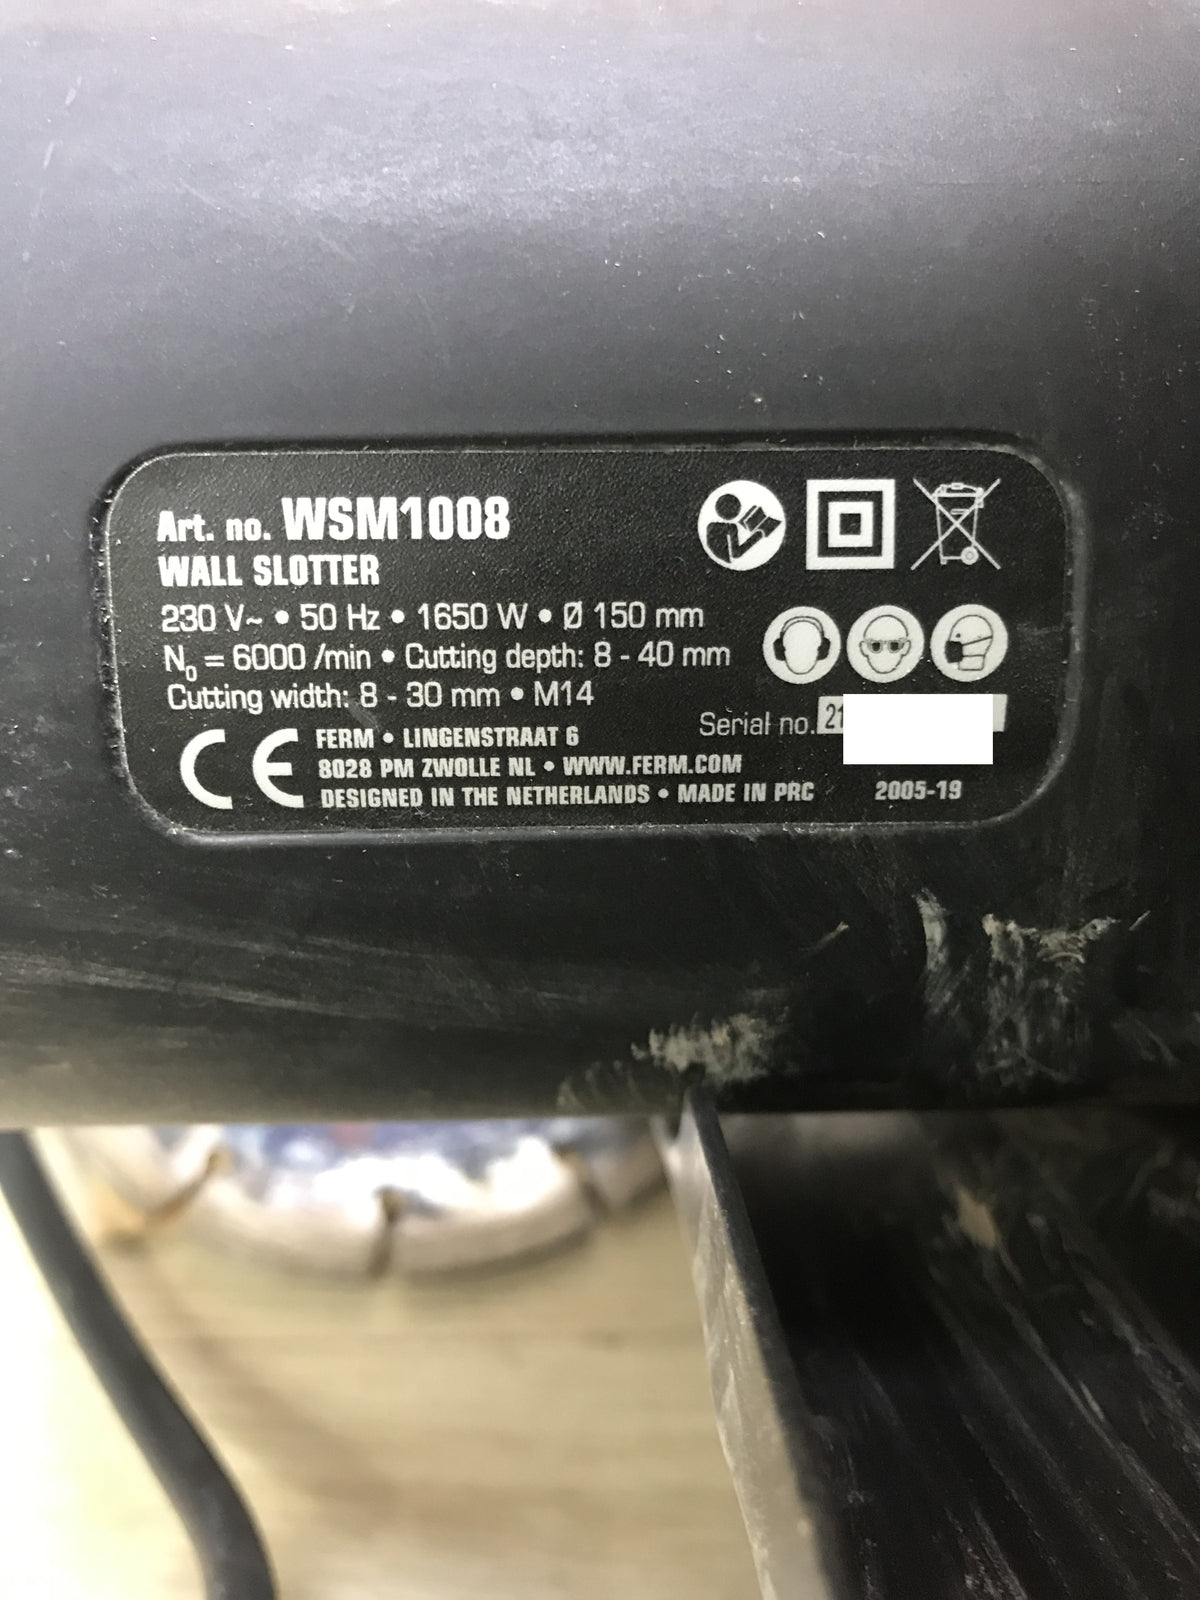 Art. no. WSM1008
WALL SLOTTER
230 V~ • 50 Hz • 1650 W • Ø 150 mm
N₀ = 6000 /min • Cutting depth: 8 - 40 mm
Cutting width: 8 - 30 mm • M14
Serial no. 21
CE
FERM • LINGENSTRAAT 6
8028 PM ZWOLLE NL • WWW.FERM.COM
DESIGNED IN THE NETHERLANDS • MADE IN PRC
2005-19